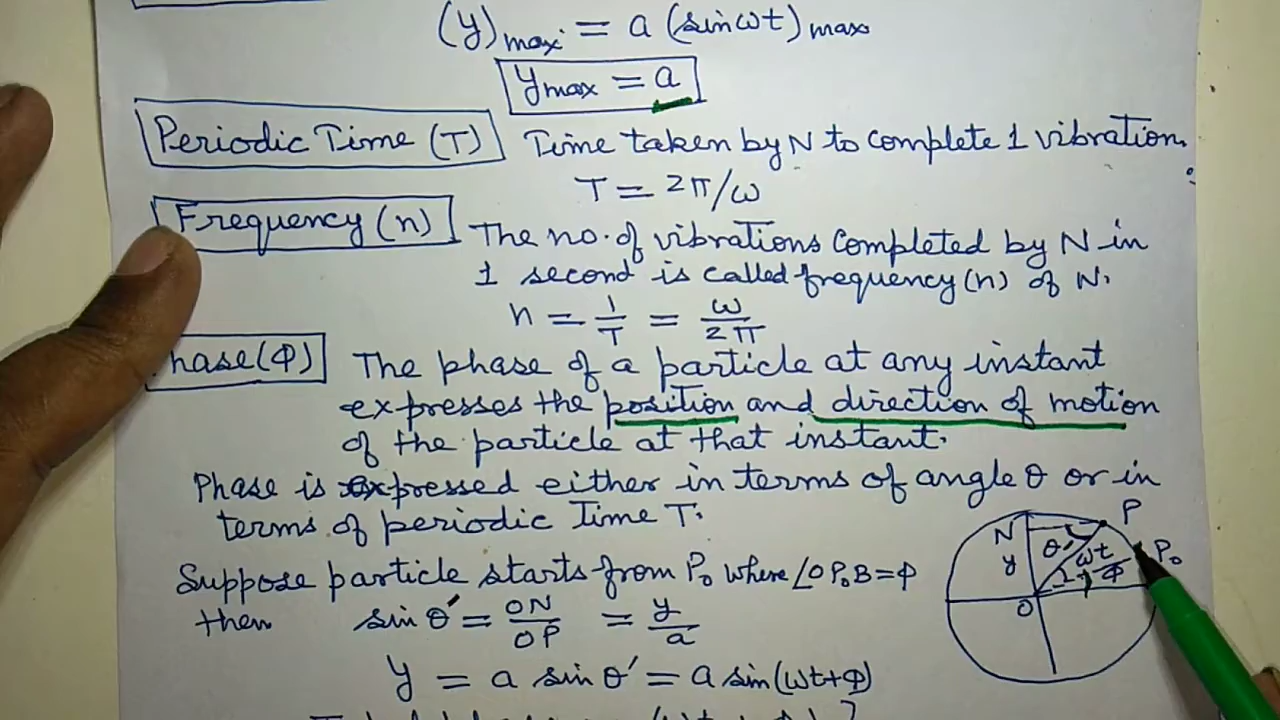 (y)max = a (sinωt) max
ymax = a
Periodic Time (T) Time taken by N to complete 1 vibration.
T = 2π/ω
Frequency (n) The no. of vibrations completed by N in
1 second is called frequency (n) of N.
n = 1/T = ω/2π
hase (Φ) The phase of a particle at any instant
expresses the position and direction of motion
of the particle at that instant.
Phase is expressed either in terms of angle θ or in
terms of periodic Time T.
Suppose particle starts from P₀ where ∠OP₀B = Φ
then sin θ' = ON/OP = y/a
y = a sin θ' = a sin(ωt+Φ)
P
N
θ'
P₀
y
ωt
Φ
O